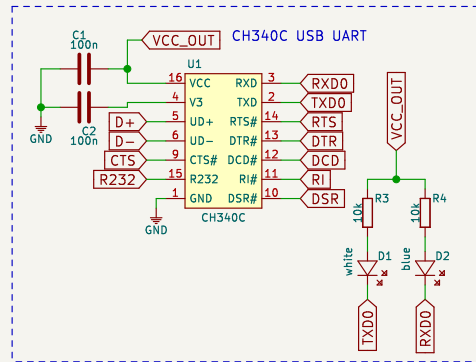 CH340C USB UART
VCC_OUT
C1
100n
C2
100n
GND
U1
16 VCC RXD 3 RXD0
4 V3 TXD 2 TXD0
D+ 5 UD+ RTS# 14 RTS
D- 6 UD- DTR# 13 DTR
CTS 9 CTS# DCD# 12 DCD
R232 15 R232 RI# 11 RI
1 GND DSR# 10 DSR
GND
CH340C
VCC_OUT
R3
10k
R4
10k
white
D1
blue
D2
TXD0
RXD0